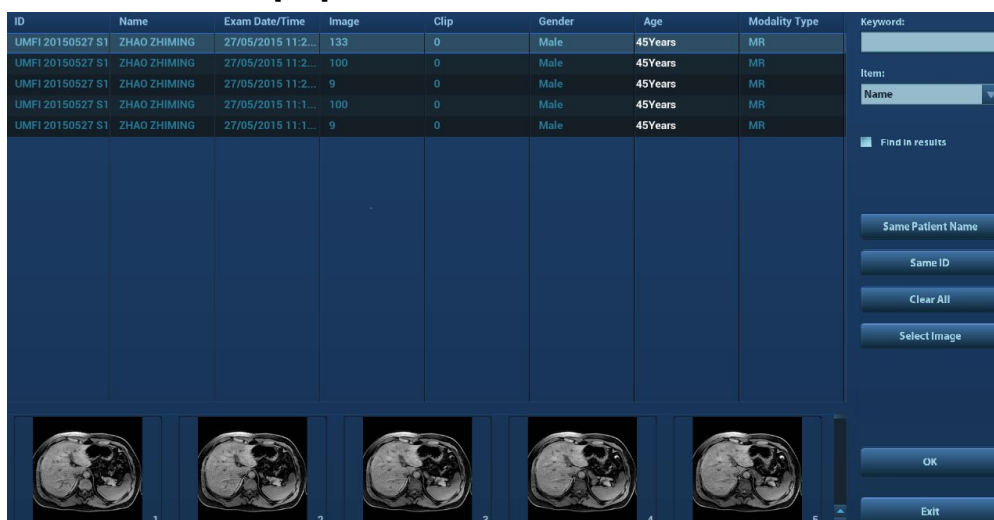 ID Name Exam Date/Time Image Clip Gender Age Modality Type
UMFI 20150527 S1 ZHAO ZHIMING 27/05/2015 11:2... 133 0 Male 45Years MR
UMFI 20150527 S1 ZHAO ZHIMING 27/05/2015 11:2... 100 0 Male 45Years MR
UMFI 20150527 S1 ZHAO ZHIMING 27/05/2015 11:2... 9 0 Male 45Years MR
UMFI 20150527 S1 ZHAO ZHIMING 27/05/2015 11:1... 100 0 Male 45Years MR
UMFI 20150527 S1 ZHAO ZHIMING 27/05/2015 11:1... 9 0 Male 45Years MR
Keyword:
Item:
Name
Find in results
Same Patient Name
Same ID
Clear All
Select Image
OK
Exit
1 2 3 4 5